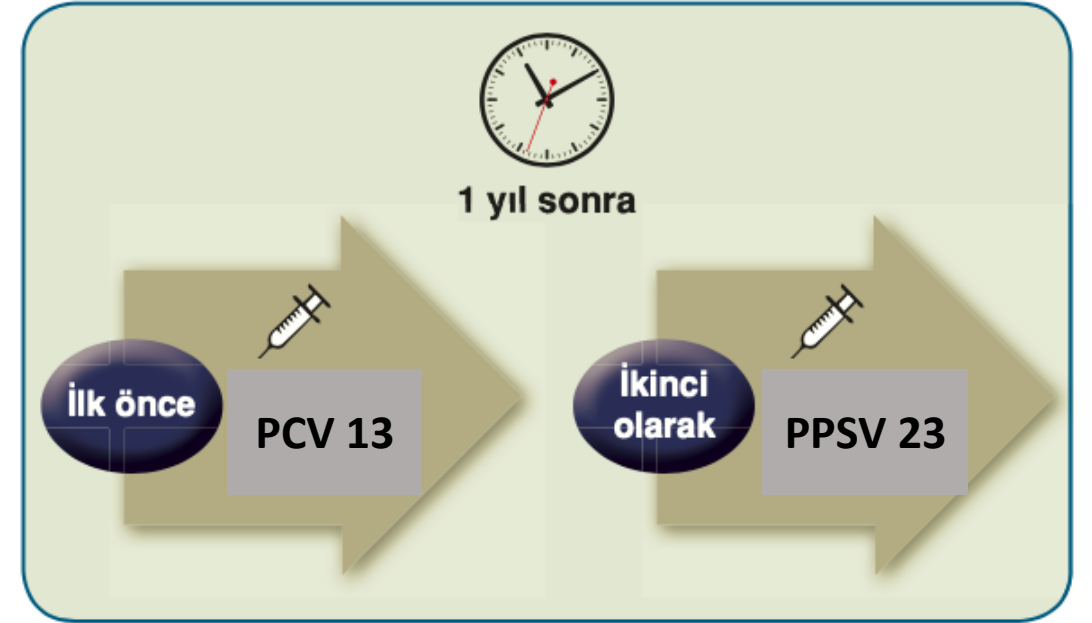 1 yıl sonra
İlk önce
PCV 13
İkinci
olarak
PPSV 23